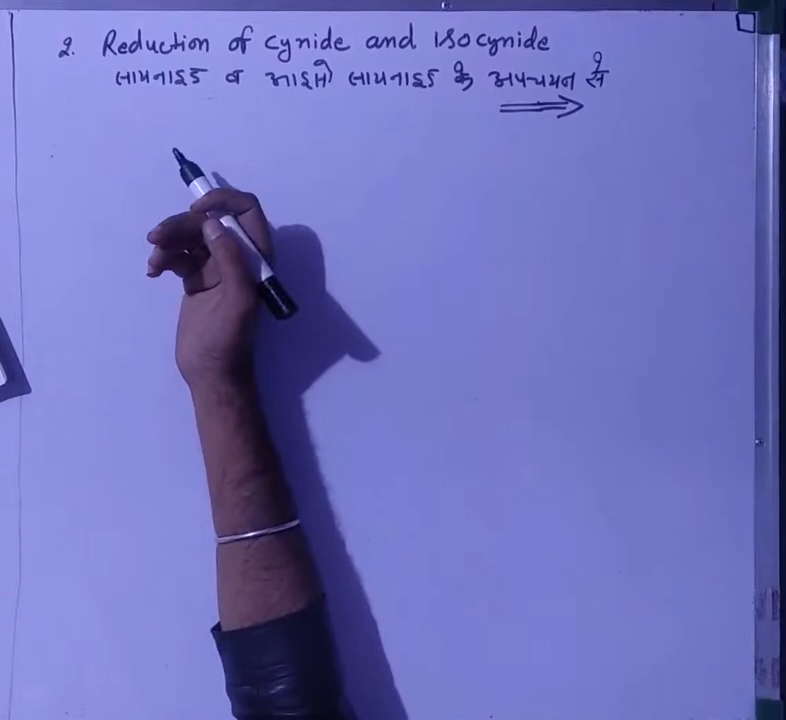 2. Reduction of cynide and isocynide
सायनाइड व आइसो सायनाइड के अपचयन से